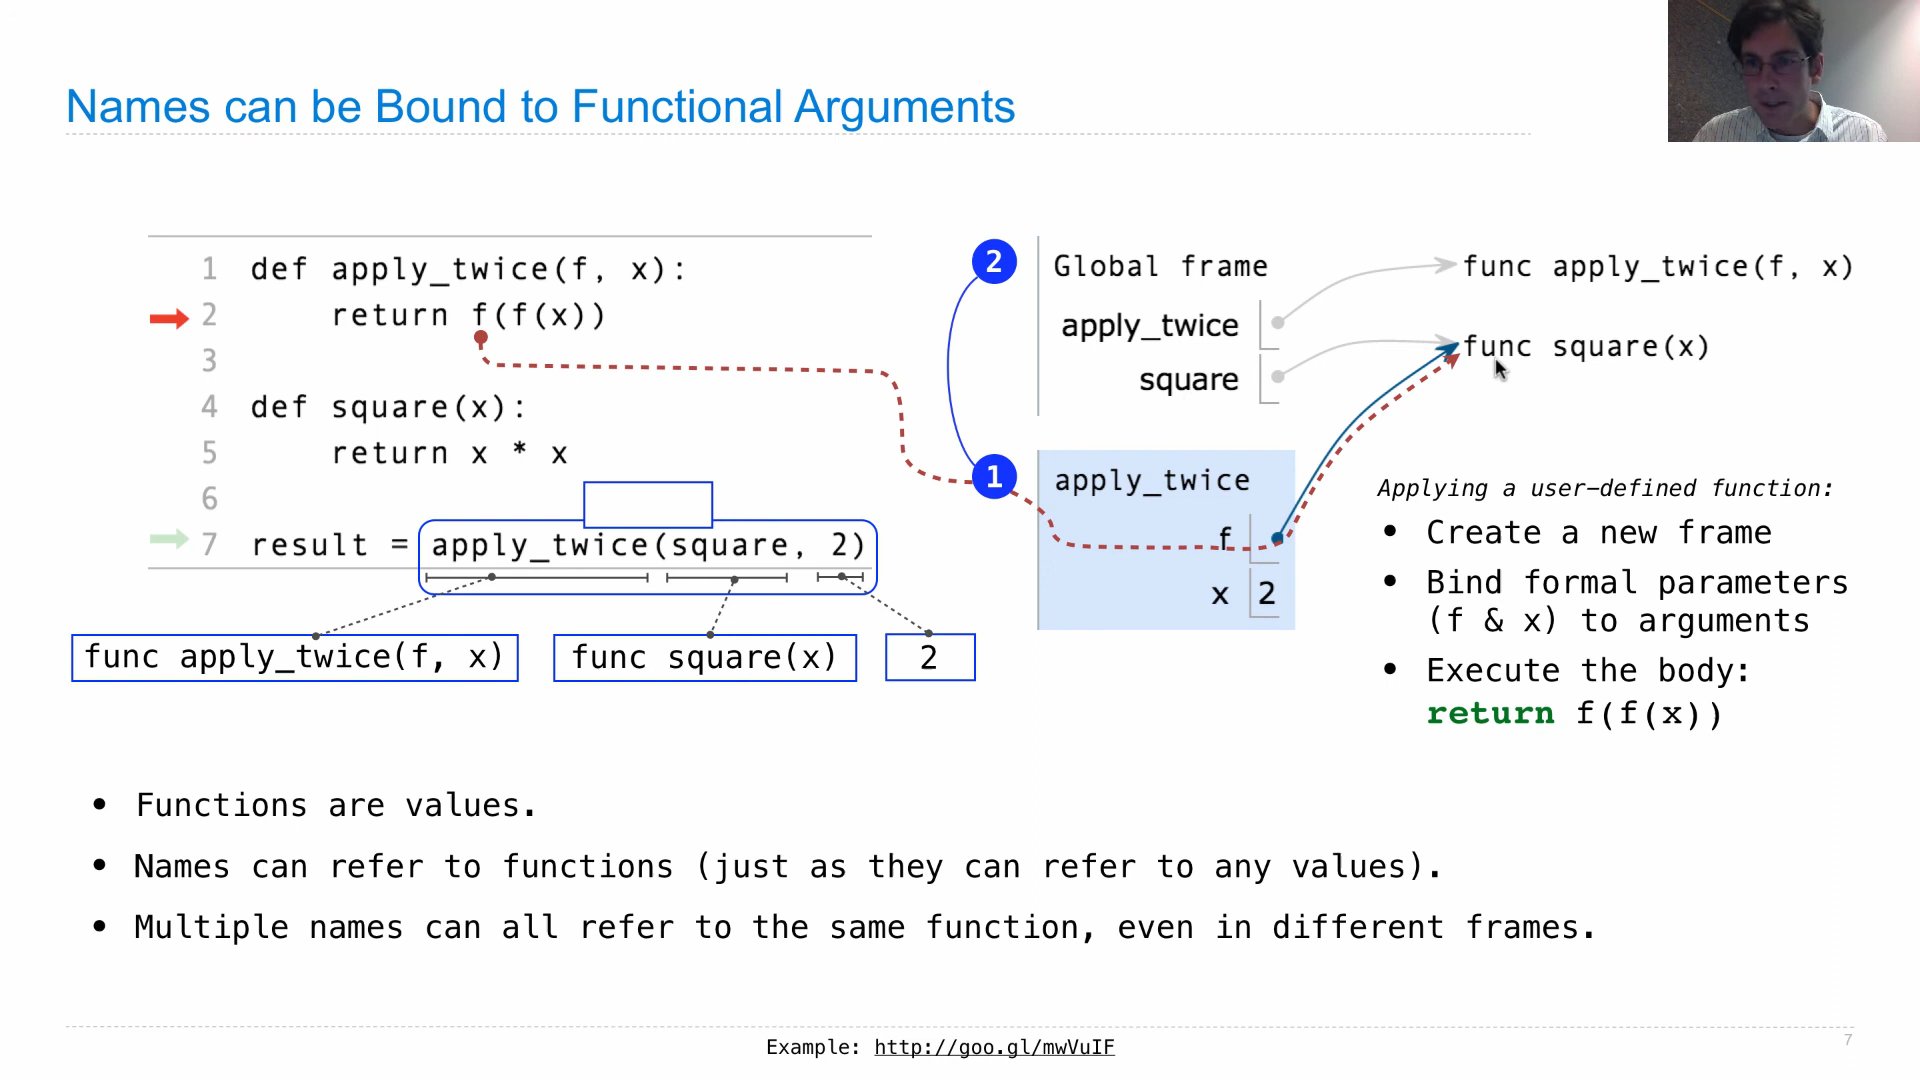 Names can be Bound to Functional Arguments
1 def apply_twice(f, x):
2 return f(f(x))
3
4 def square(x):
5 return x * x
6
7 result = apply_twice(square, 2)
func apply_twice(f, x)
func square(x)
2
2
1
Global frame
apply_twice
square
func apply_twice(f, x)
func square(x)
apply_twice
f
x 2
Applying a user-defined function:
• Create a new frame
• Bind formal parameters
(f & x) to arguments
• Execute the body:
return f(f(x))
• Functions are values.
• Names can refer to functions (just as they can refer to any values).
• Multiple names can all refer to the same function, even in different frames.
Example: http://goo.gl/mwVuIF
7